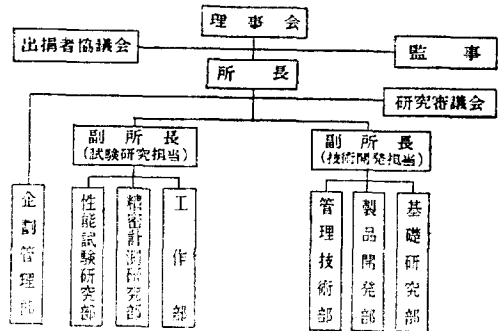 理事会
出捐者協議会
監事
所長
研究審議会
副所長
(試験研究担当)
副所長
(技術開発担当)
企劃管理部
性能試験研究部
精密計測研究部
工作部
管理技術部
製品開発部
基礎研究部